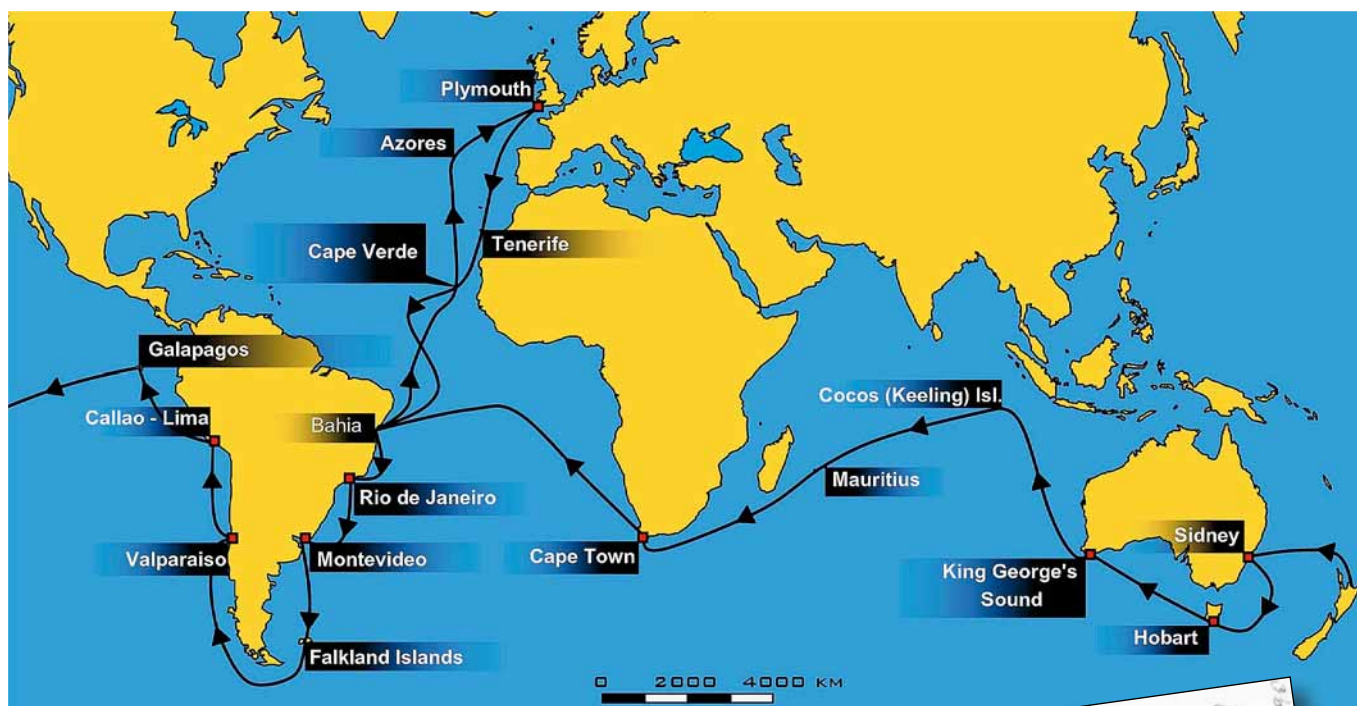 Plymouth
Azores
Cape Verde
Tenerife
Galapagos
Callao - Lima
Bahia
Cocos (Keeling) Isl.
Mauritius
Rio de Janeiro
Valparaiso
Montevideo
Cape Town
Sidney
King George's
Sound
Hobart
Falkland Islands
0 2000 4000 KM